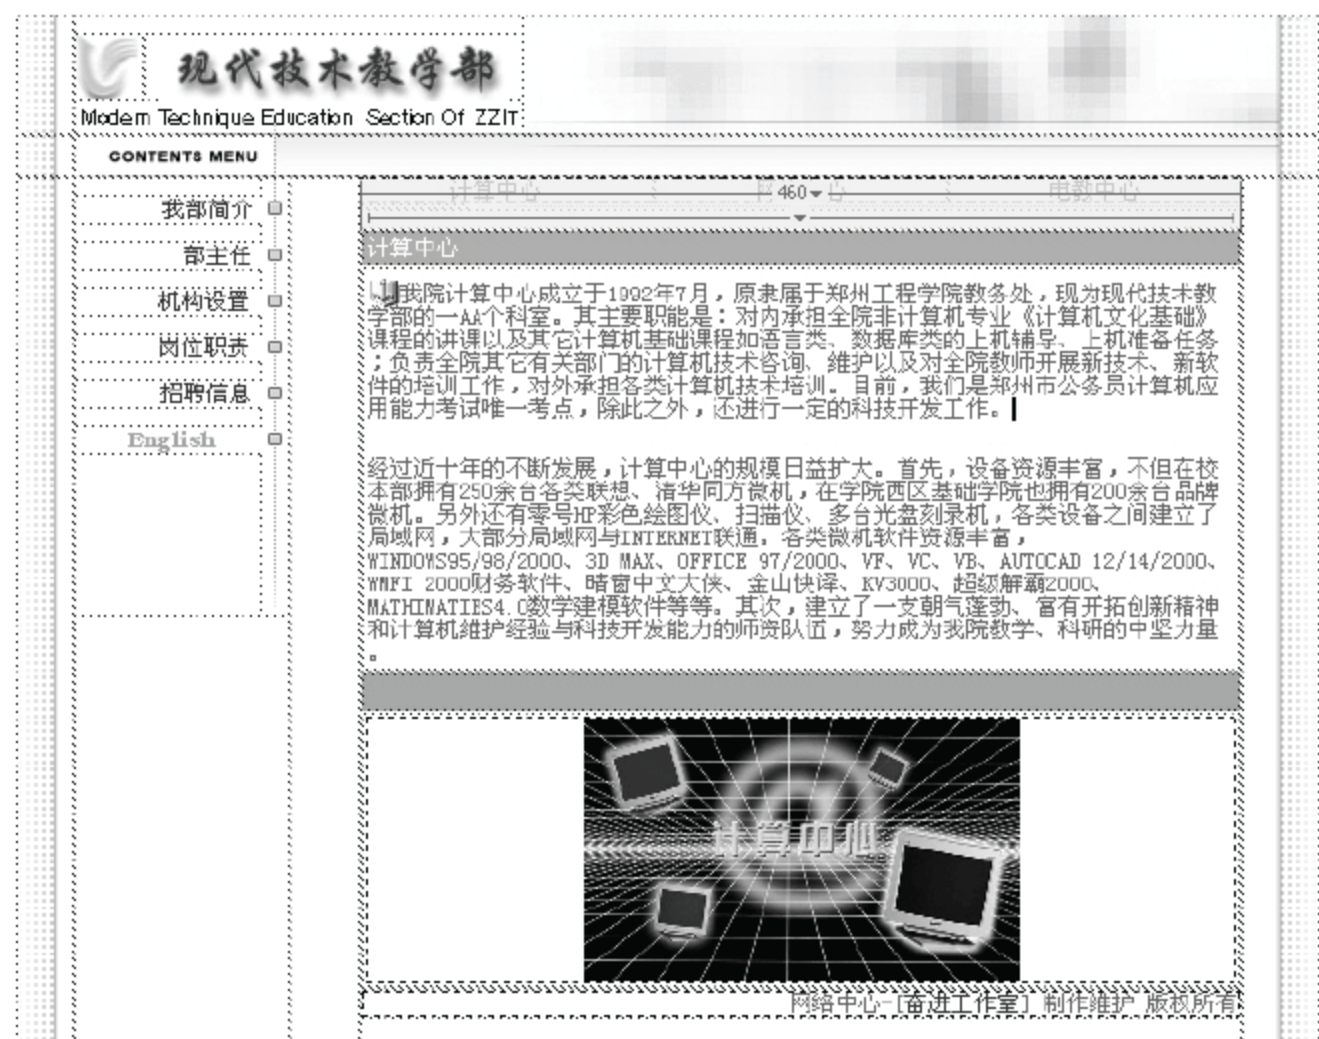 现代技术教学部
Modern Technique Education Section Of ZZIT
CONTENTS MENU
计算中心
460
电教中心
我部简介
部主任
机构设置
岗位职责
招聘信息
English
计算中心
我院计算中心成立于1992年7月，原隶属于郑州工程学院教务处，现为现代技术教
学部的一AA个科室。其主要职能是：对内承担全院非计算机专业《计算机文化基础》
课程的讲课以及其它计算机基础课程如语言类、数据库类的上机辅导、上机准备任务
；负责全院其它有关部门的计算机技术咨询、维护以及对全院教师开展新技术、新软
件的培训工作，对外承担各类计算机技术培训。目前，我们是郑州市公务员计算机应
用能力考试唯一考点，除此之外，还进行一定的科技开发工作。
经过近十年的不断发展，计算中心的规模日益扩大。首先，设备资源丰富，不但在校
本部拥有250余台各类联想、清华同方微机，在学院西区基础学院也拥有200余台品牌
微机。另外还有零号HP彩色绘图仪、扫描仪、多台光盘刻录机，各类设备之间建立了
局域网，大部分局域网与INTERNET联通。各类微机软件资源丰富，
WINDOWS95/98/2000、3D MAX、OFFICE 97/2000、VF、VC、VB、AUTOCAD 12/14/2000、
2000财务软件、晴窗中文大侠、金山快译、KV3000、超级解霸2000、
4.0数学建模软件等等。其次，建立了一支朝气蓬勃、富有开拓创新精神
和计算机维护经验与科技开发能力的师资队伍，努力成为我院教学、科研的中坚力量
。
计算中心
网络中心-[奋进工作室] 制作维护 版权所有